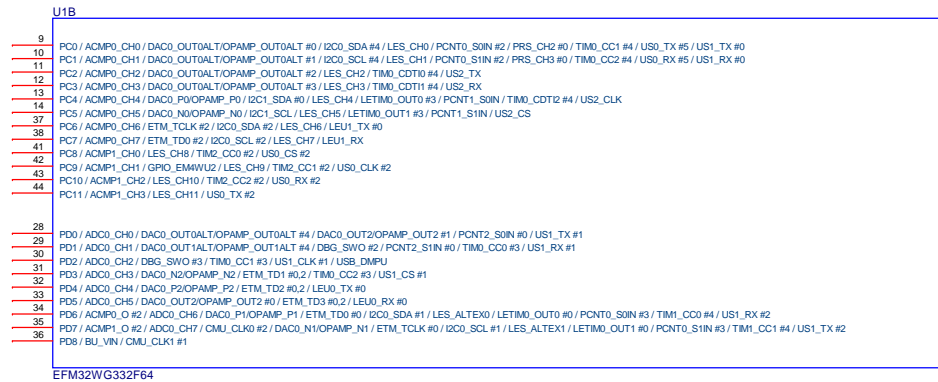 U1B
9 PC0 / ACMP0_CH0 / DAC0_OUT0ALT/OPAMP_OUT0ALT #0 / I2C0_SDA #4 / LES_CH0 / PCNT0_S0IN #2 / PRS_CH2 #0 / TIM0_CC1 #4 / US0_TX #5 / US1_TX #0
10 PC1 / ACMP0_CH1 / DAC0_OUT0ALT/OPAMP_OUT0ALT #1 / I2C0_SCL #4 / LES_CH1 / PCNT0_S1IN #2 / PRS_CH3 #0 / TIM0_CC2 #4 / US0_RX #5 / US1_RX #0
11 PC2 / ACMP0_CH2 / DAC0_OUT0ALT/OPAMP_OUT0ALT #2 / LES_CH2 / TIM0_CDTI0 #4 / US2_TX
12 PC3 / ACMP0_CH3 / DAC0_OUT0ALT/OPAMP_OUT0ALT #3 / LES_CH3 / TIM0_CDTI1 #4 / US2_RX
13 PC4 / ACMP0_CH4 / DAC0_P0/OPAMP_P0 / I2C1_SDA #0 / LES_CH4 / LETIM0_OUT0 #3 / PCNT1_S0IN / TIM0_CDTI2 #4 / US2_CLK
14 PC5 / ACMP0_CH5 / DAC0_N0/OPAMP_N0 / I2C1_SCL / LES_CH5 / LETIM0_OUT1 #3 / PCNT1_S1IN / US2_CS
37 PC6 / ACMP0_CH6 / ETM_TCLK #2 / I2C0_SDA #2 / LES_CH6 / LEU1_TX #0
38 PC7 / ACMP0_CH7 / ETM_TD0 #2 / I2C0_SCL #2 / LES_CH7 / LEU1_RX
41 PC8 / ACMP1_CH0 / LES_CH8 / TIM2_CC0 #2 / US0_CS #2
42 PC9 / ACMP1_CH1 / GPIO_EM4WU2 / LES_CH9 / TIM2_CC1 #2 / US0_CLK #2
43 PC10 / ACMP1_CH2 / LES_CH10 / TIM2_CC2 #2 / US0_RX #2
44 PC11 / ACMP1_CH3 / LES_CH11 / US0_TX #2
28 PD0 / ADC0_CH0 / DAC0_OUT0ALT/OPAMP_OUT0ALT #4 / DAC0_OUT2/OPAMP_OUT2 #1 / PCNT2_S0IN #0 / US1_TX #1
29 PD1 / ADC0_CH1 / DAC0_OUT1ALT/OPAMP_OUT1ALT #4 / DBG_SWO #2 / PCNT2_S1IN #0 / TIM0_CC0 #3 / US1_RX #1
30 PD2 / ADC0_CH2 / DBG_SWO #3 / TIM0_CC1 #3 / US1_CLK #1 / USB_DMPU
31 PD3 / ADC0_CH3 / DAC0_N2/OPAMP_N2 / ETM_TD1 #0,2 / TIM0_CC2 #3 / US1_CS #1
32 PD4 / ADC0_CH4 / DAC0_P2/OPAMP_P2 / ETM_TD2 #0,2 / LEU0_TX #0
33 PD5 / ADC0_CH5 / DAC0_OUT2/OPAMP_OUT2 #0 / ETM_TD3 #0,2 / LEU0_RX #0
34 PD6 / ACMP0_O #2 / ADC0_CH6 / DAC0_P1/OPAMP_P1 / ETM_TD0 #0 / I2C0_SDA #1 / LES_ALTEX0 / LETIM0_OUT0 #0 / PCNT0_S0IN #3 / TIM1_CC0 #4 / US1_RX #2
35 PD7 / ACMP1_O #2 / ADC0_CH7 / CMU_CLK0 #2 / DAC0_N1/OPAMP_N1 / ETM_TCLK #0 / I2C0_SCL #1 / LES_ALTEX1 / LETIM0_OUT1 #0 / PCNT0_S1IN #3 / TIM1_CC1 #4 / US1_TX #2
36 PD8 / BU_VIN / CMU_CLK1 #1
EFM32WG332F64